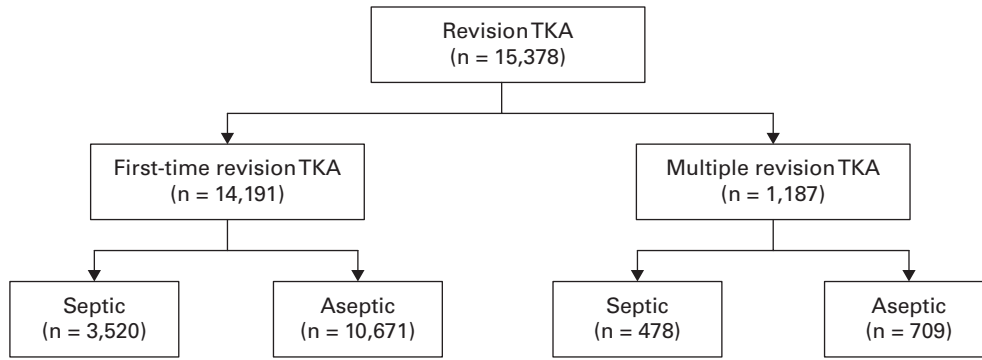 Revision TKA
(n = 15,378)
First-time revision TKA
(n = 14,191)
Multiple revision TKA
(n = 1,187)
Septic
(n = 3,520)
Aseptic
(n = 10,671)
Septic
(n = 478)
Aseptic
(n = 709)